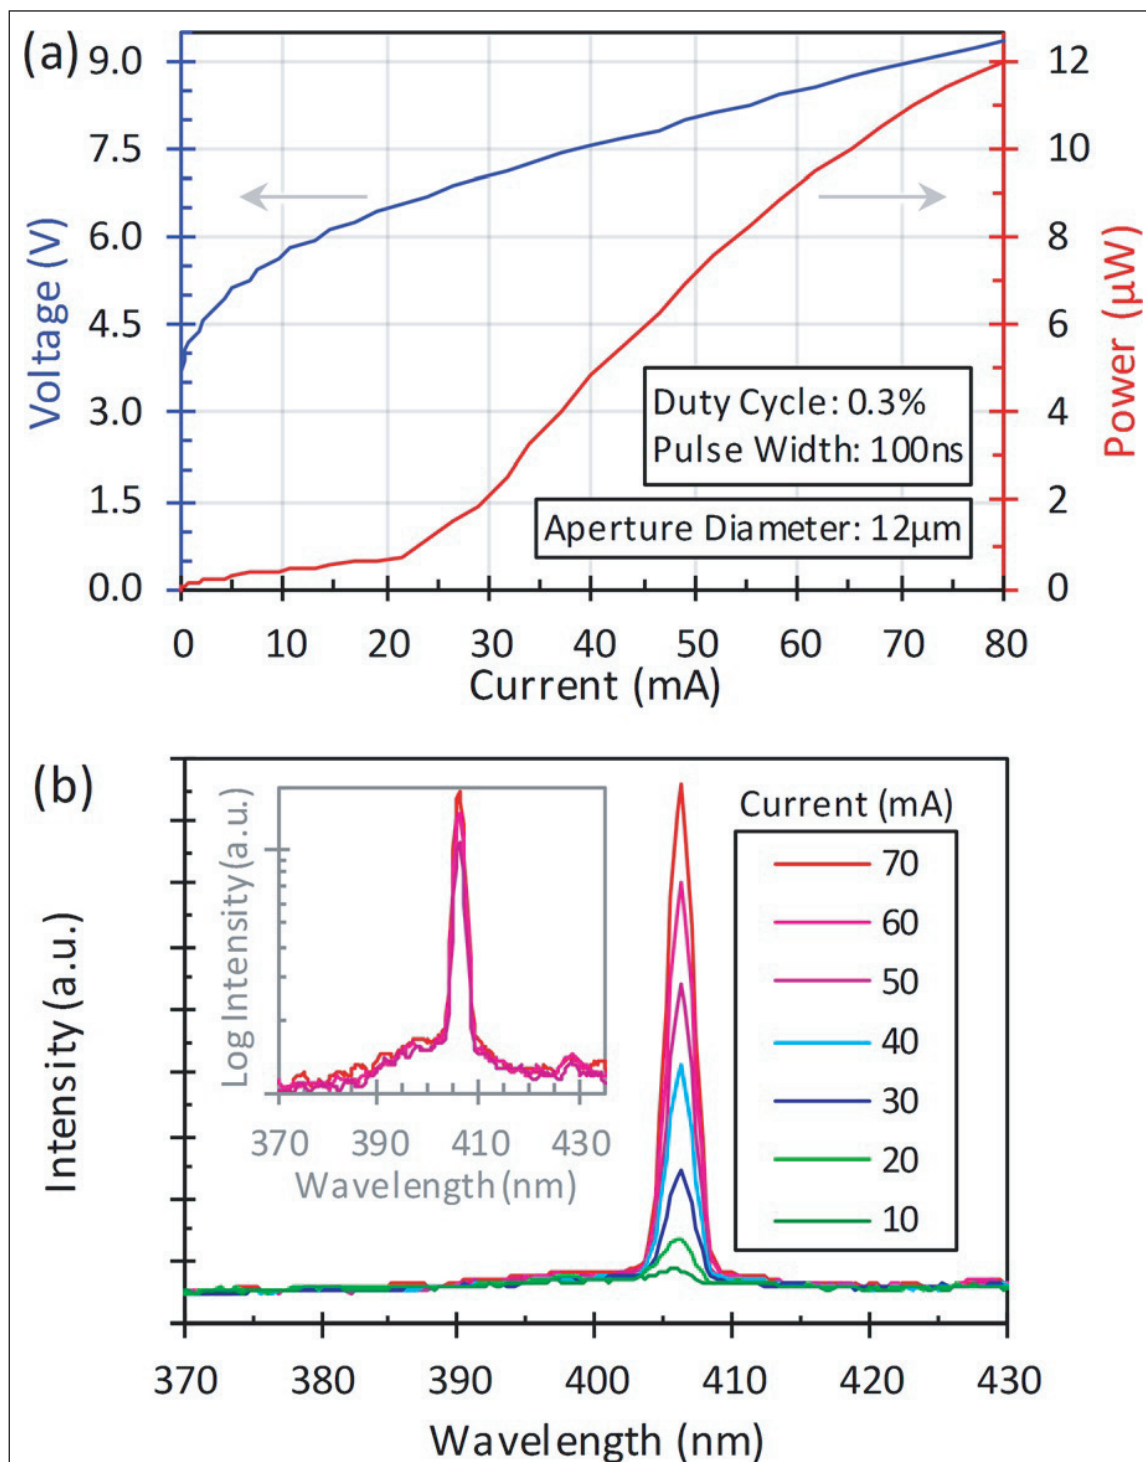 (a)
9.0
7.5
6.0
4.5
3.0
1.5
0.0
Voltage (V)
12
10
8
6
4
2
0
Power (µW)
Duty Cycle: 0.3%
Pulse Width: 100ns
Aperture Diameter: 12µm
0 10 20 30 40 50 60 70 80
Current (mA)
(b)
Intensity (a.u.)
Log Intensity (a.u.)
370 390 410 430
Wavelength (nm)
Current (mA)
70
60
50
40
30
20
10
370 380 390 400 410 420 430
Wavelength (nm)